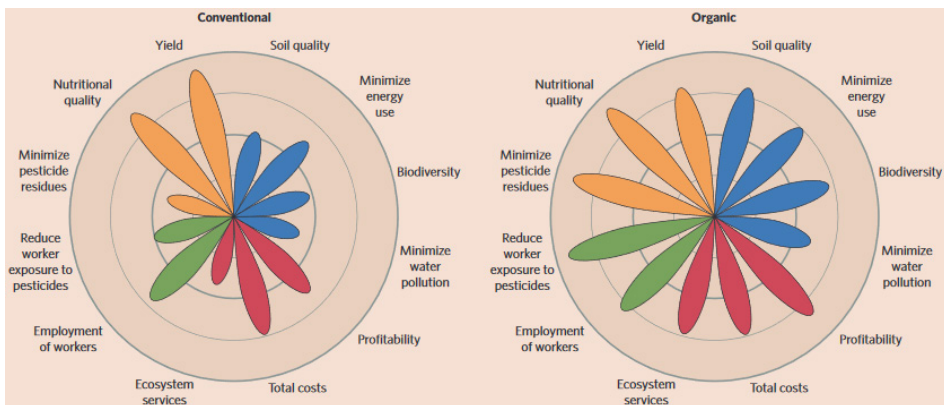 Conventional
Yield
Soil quality
Nutritional
quality
Minimize
energy
use
Minimize
pesticide
residues
Biodiversity
Reduce
worker
exposure to
pesticides
Minimize
water
pollution
Employment
of workers
Profitability
Ecosystem
services
Total costs
Organic
Yield
Soil quality
Nutritional
quality
Minimize
energy
use
Minimize
pesticide
residues
Biodiversity
Reduce
worker
exposure to
pesticides
Minimize
water
pollution
Employment
of workers
Profitability
Ecosystem
services
Total costs